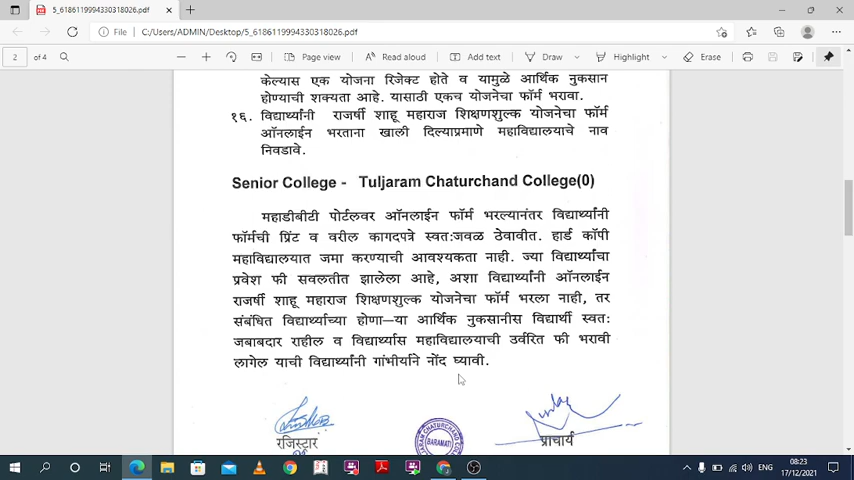 5_6186119994330318016.pdf
File
C:/Users/ADMIN/Desktop/5_6186119994330318016.pdf
2 of 4
Page view
Read aloud
Add text
Draw
Highlight
Erase
केल्यास एक योजना रिजेक्ट होते व यामुळे आर्थिक नुकसान
होण्याची शक्यता आहे. यासाठी एकच योजनेचा फॉर्म भरावा.
१६. विद्यार्थ्यांनी राजर्षी शाहू महाराज शिक्षणशुल्क योजनेचा फॉर्म
ऑनलाईन भरताना खाली दिल्याप्रमाणे महाविद्यालयाचे नाव
निवडावे.
Senior College - Tuljaram Chaturchand College(0)
महाडीबीटी पोर्टलवर ऑनलाईन फॉर्म भरल्यानंतर विद्यार्थ्यांनी
फॉर्मची प्रिंट व वरील कागदपत्रे स्वत:जवळ ठेवावीत. हार्ड कॉपी
महाविद्यालयात जमा करण्याची आवश्यकता नाही. ज्या विद्यार्थ्यांचा
प्रवेश फी सवलतीत झालेला आहे, अशा विद्यार्थ्यांनी ऑनलाईन
राजर्षी शाहू महाराज शिक्षणशुल्क योजनेचा फॉर्म भरला नाही, तर
संबंधित विद्यार्थ्यांच्या होणा–या आर्थिक नुकसानीस विद्यार्थी स्वत:
जबाबदार राहील व विद्यार्थ्यास महाविद्यालयाची उर्वरित फी भरावी
लागेल याची विद्यार्थ्यांनी गांभीर्याने नोंद घ्यावी.
रजिस्ट्रार
BARAMATI
प्राचार्य
ENG
08:23
17/12/2021